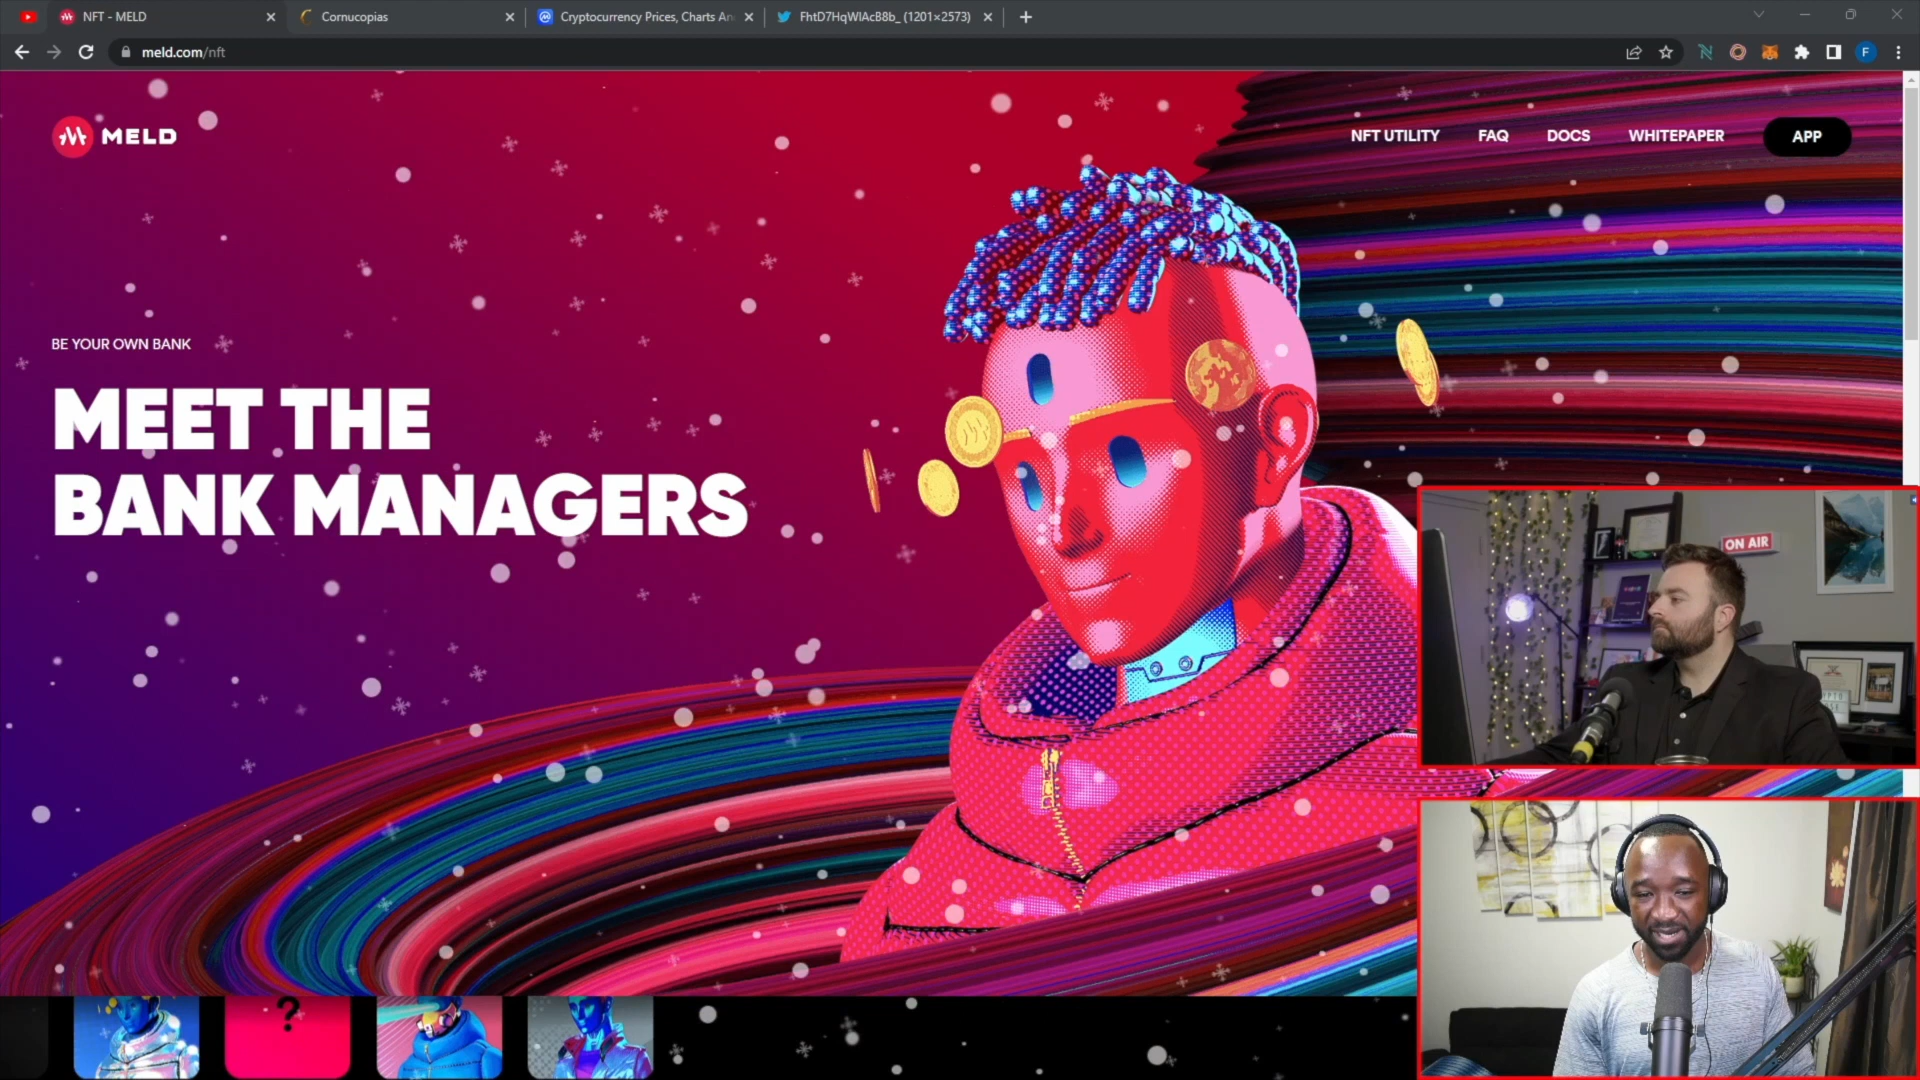 NFT - MELD
Cornucopias
Cryptocurrency Prices, Charts An
FhtD7HqWIAcB8b_ (1201×2573)
meld.com/nft
F
MELD
NFT UTILITY
FAQ
DOCS
WHITEPAPER
APP
BE YOUR OWN BANK
MEET THE
BANK MANAGERS
ON AIR
?